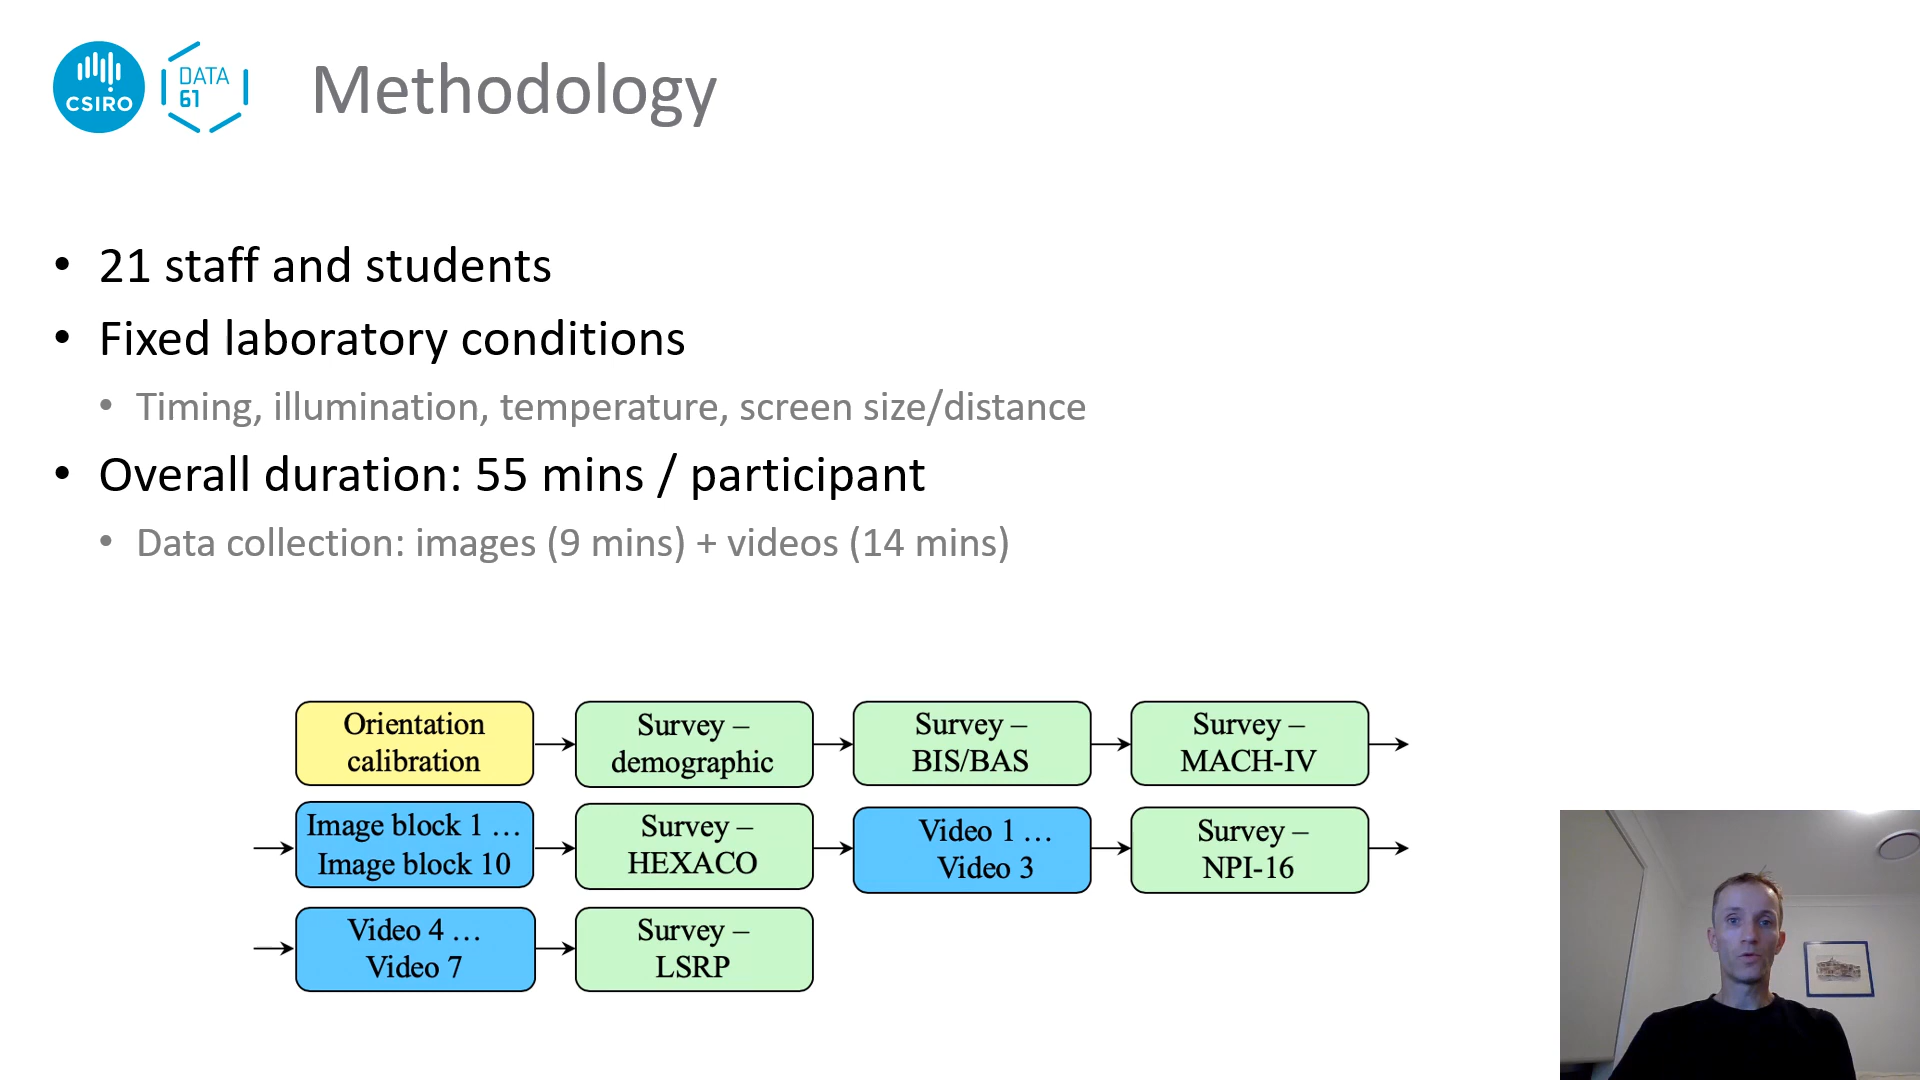 CSIRO
DATA
61
Methodology
• 21 staff and students
• Fixed laboratory conditions
• Timing, illumination, temperature, screen size/distance
• Overall duration: 55 mins / participant
• Data collection: images (9 mins) + videos (14 mins)
Orientation
calibration
Survey –
demographic
Survey –
BIS/BAS
Survey –
MACH-IV
Image block 1 …
Image block 10
Survey –
HEXACO
Video 1 …
Video 3
Survey –
NPI-16
Video 4 …
Video 7
Survey –
LSRP